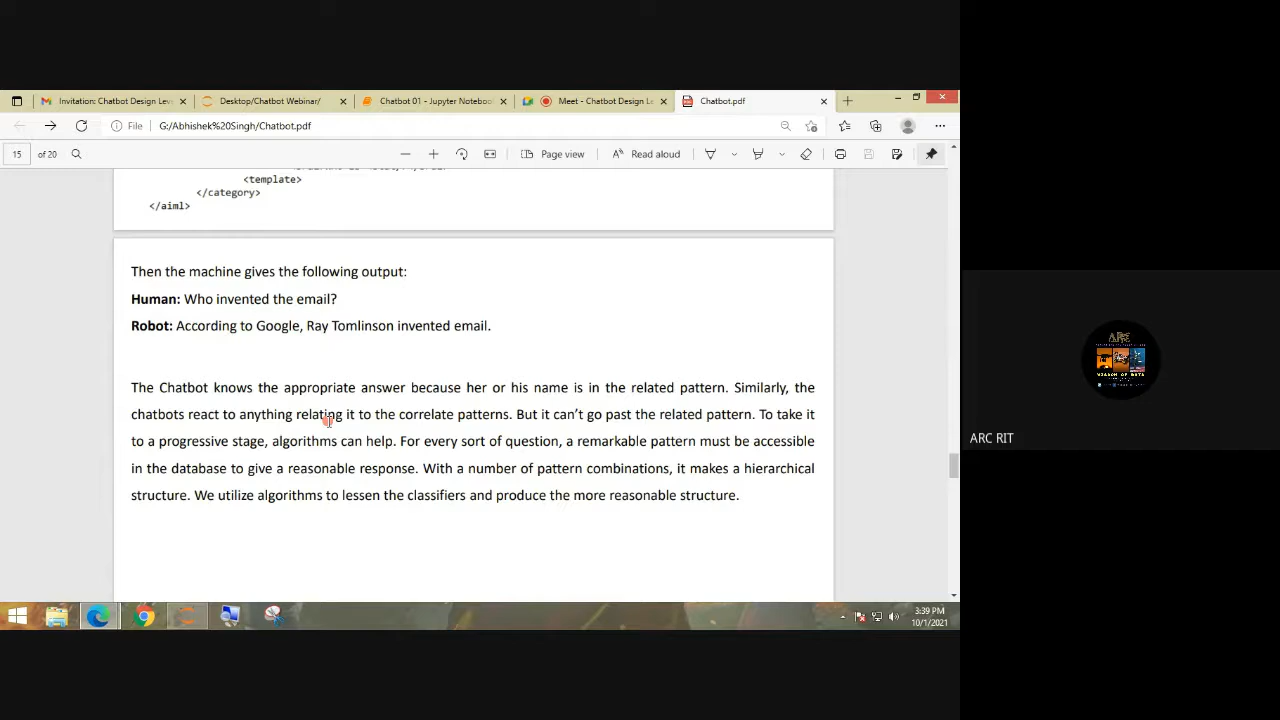 Invitation: Chatbot Design Lev
Desktop/Chatbot Webinar/
Chatbot 01 - Jupyter Noteboo
Meet - Chatbot Design Le
Chatbot.pdf
File
G:/Abhishek%20Singh/Chatbot.pdf
15 of 20
Page view
Read aloud
<template>
</category>
</aiml>
Then the machine gives the following output:
Human: Who invented the email?
Robot: According to Google, Ray Tomlinson invented email.
The Chatbot knows the appropriate answer because her or his name is in the related pattern. Similarly, the
chatbots react to anything relating it to the correlate patterns. But it can't go past the related pattern. To take it
to a progressive stage, algorithms can help. For every sort of question, a remarkable pattern must be accessible
in the database to give a reasonable response. With a number of pattern combinations, it makes a hierarchical
structure. We utilize algorithms to lessen the classifiers and produce the more reasonable structure.
ARC RIT
3:39 PM
10/1/2021